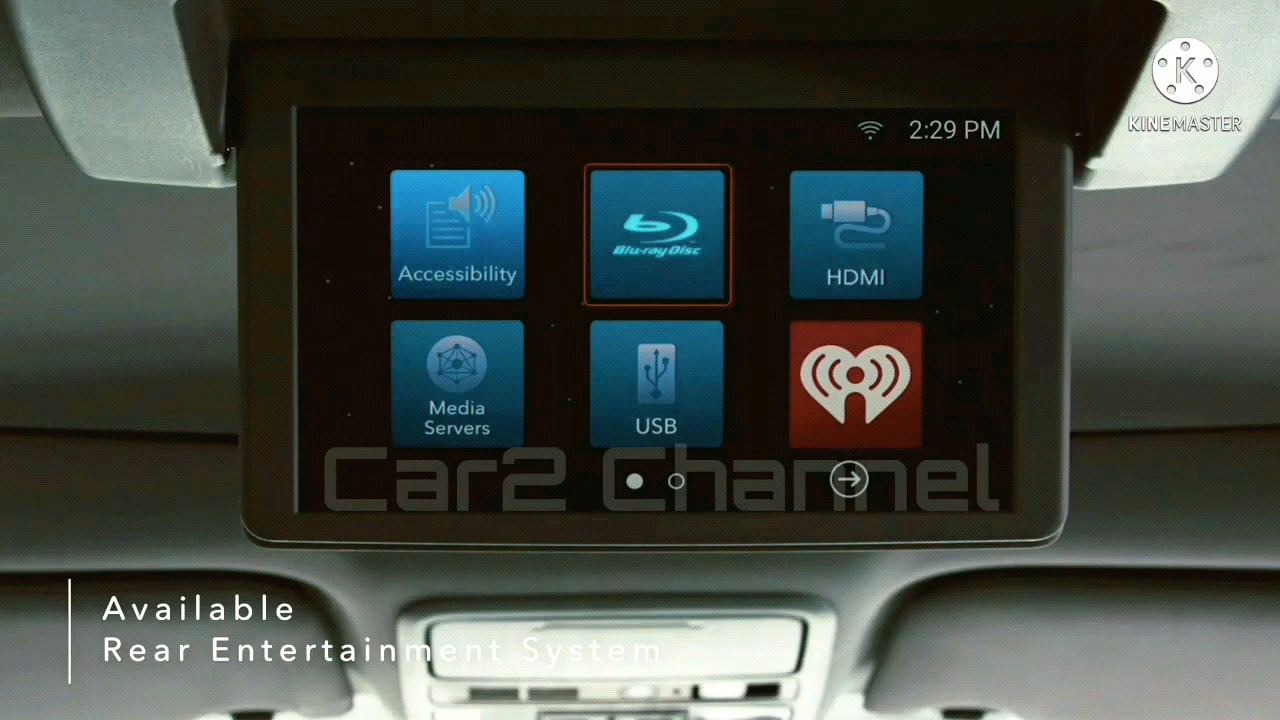 2:29 PM
KINEMASTER
Accessibility
Blu-ray Disc
HDMI
Media
Servers
USB
Car2 Channel
Available
Rear Entertainment System